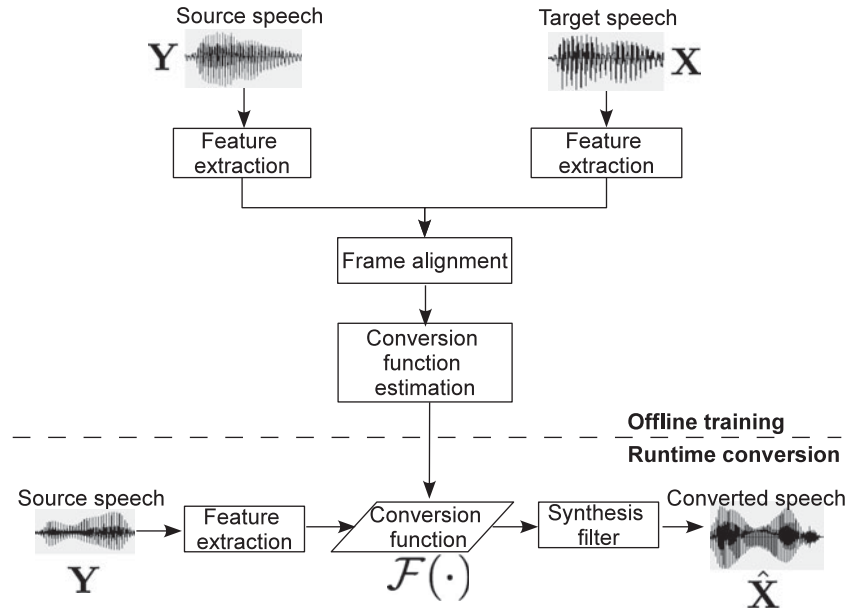 Source speech
Target speech
Y
X
Feature
extraction
Feature
extraction
Frame alignment
Conversion
function
estimation
Offline training
Runtime conversion
Source speech
Y
Feature
extraction
Conversion
function
F(·)
Synthesis
filter
Converted speech
X̂